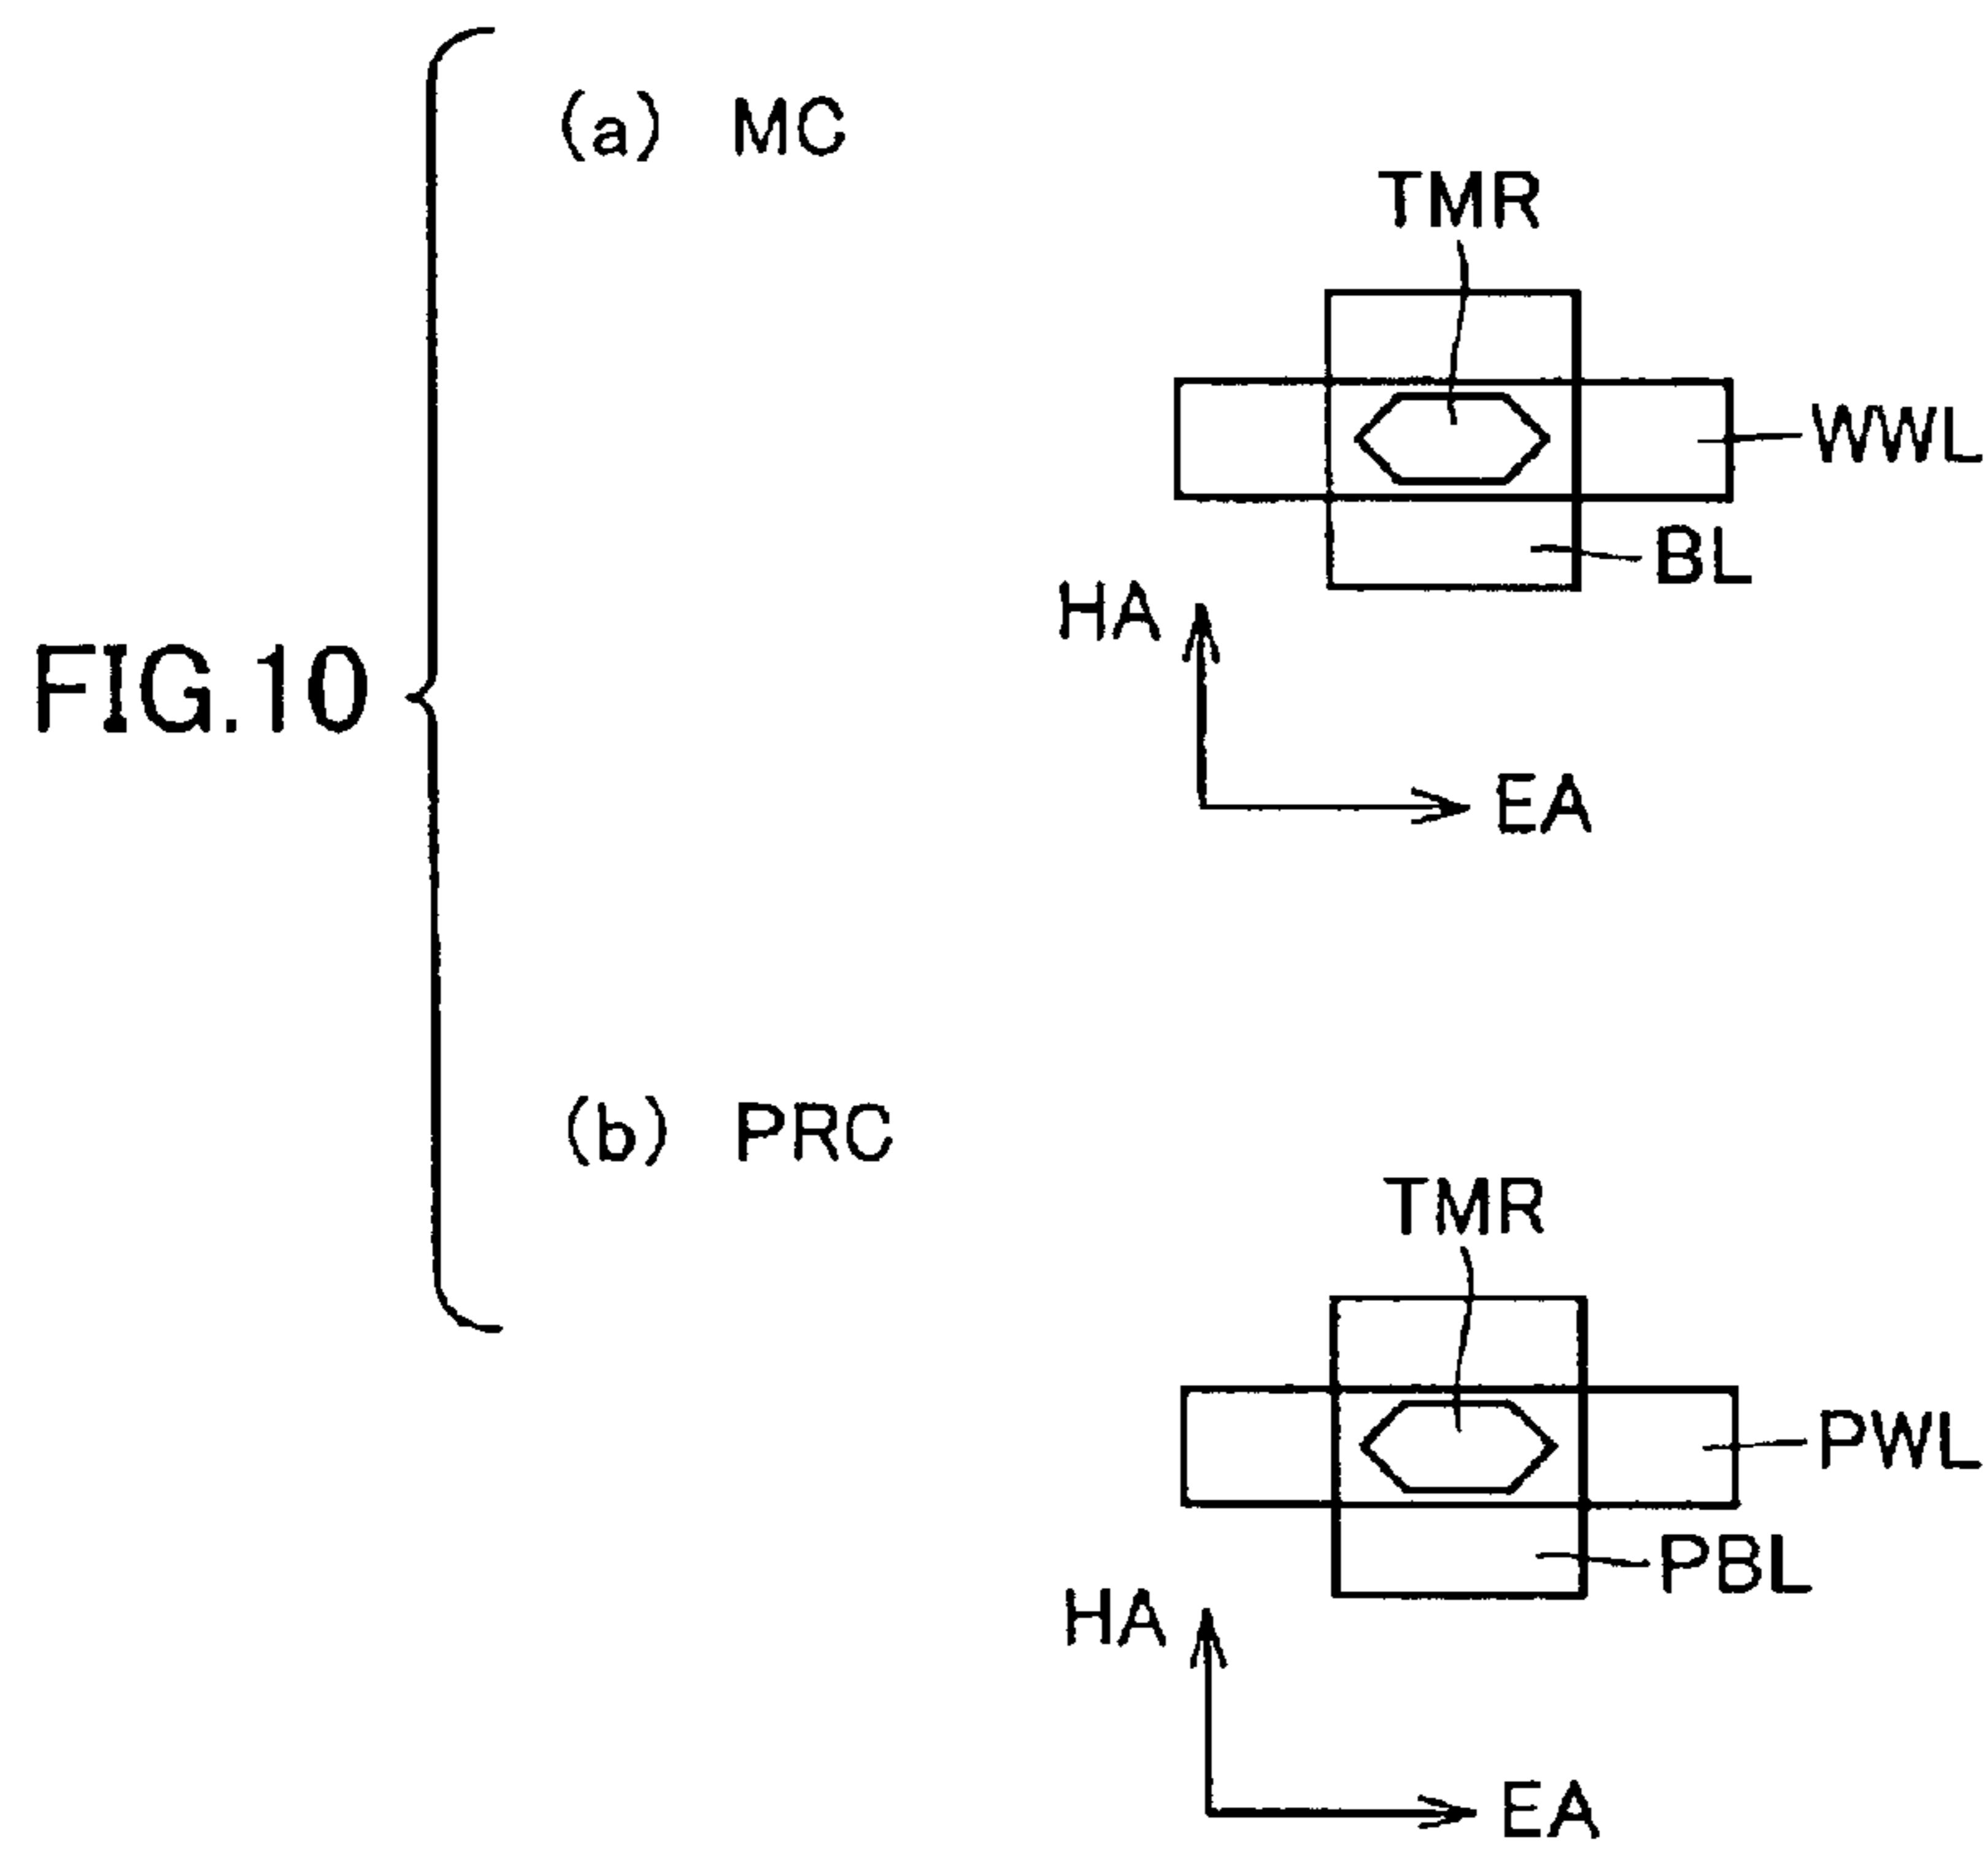 FIG.10
(a) MC
TMR
WWL
BL
HA
EA
(b) PRC
TMR
PWL
PBL
HA
EA